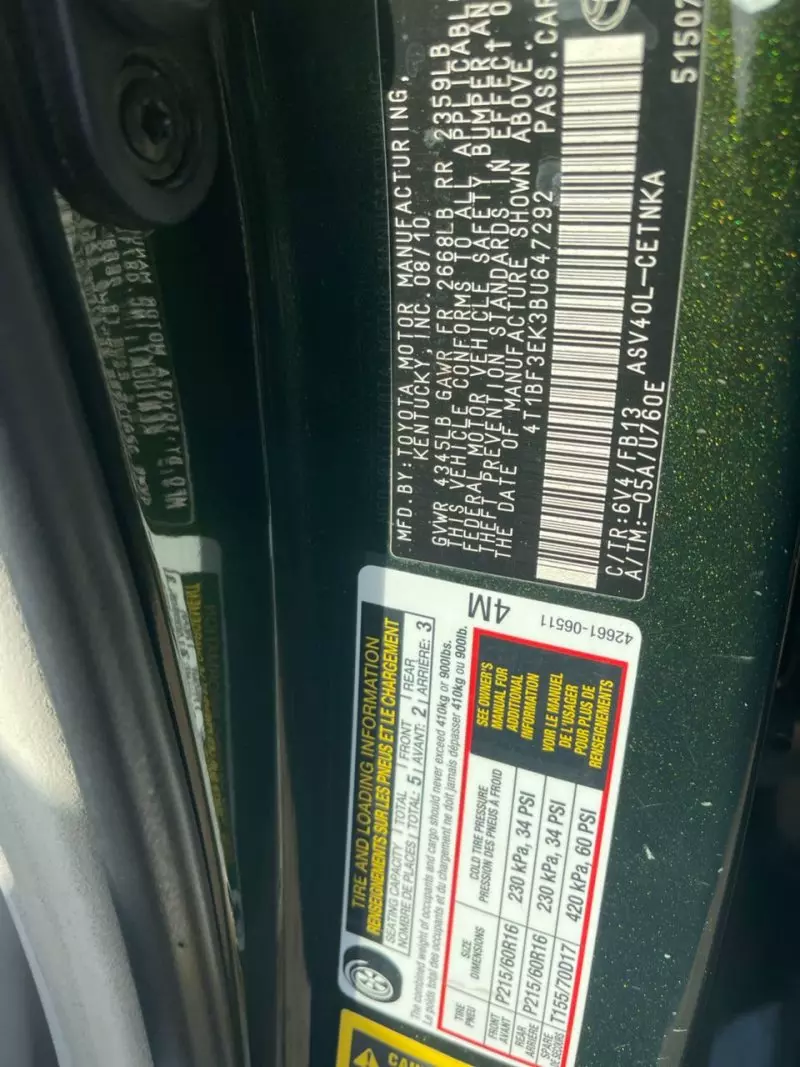 MFD.BY:TOYOTA MOTOR MANUFACTURING,
KENTUCKY, INC. 08/10
GVWR 4345LB GAWR FR 2668LB RR 2359LB
THIS VEHICLE CONFORMS TO ALL APPLICABL
FEDERAL MOTOR VEHICLE SAFETY, BUMPER AN
THEFT PREVENTION STANDARDS IN EFFECT O
THE DATE OF MANUFACTURE SHOWN ABOVE.
4T1BF3EK3BU647292 PASS.CAR
51507
C/TR:6V4/FB13 ASV40L-CETNKA
A/TM:-05A/U760E
TIRE AND LOADING INFORMATION
RENSEIGNEMENTS SUR LES PNEUS ET LE CHARGEMENT
SEATING CAPACITY TOTAL FRONT REAR
NOMBRE DE PLACES TOTAL: 5 AVANT: 2 ARRIÈRE: 3
The combined weight of occupants and cargo should never exceed 410kg or 900lbs.
Le poids total des occupants et du chargement ne doit jamais dépasser 410kg ou 900lb.
TIRE PNEU
SIZE DIMENSIONS
COLD TIRE PRESSURE
PRESSION DES PNEUS À FROID
FRONT AVANT P215/60R16 230 kPa, 34 PSI
REAR ARRIÈRE P215/60R16 230 kPa, 34 PSI
SPARE DE SECOURS T155/70D17 420 kPa, 60 PSI
SEE OWNER'S
MANUAL FOR
ADDITIONAL
INFORMATION
VOIR LE MANUEL
DE L'USAGER
POUR PLUS DE
RENSEIGNEMENTS
4M
42661-06511